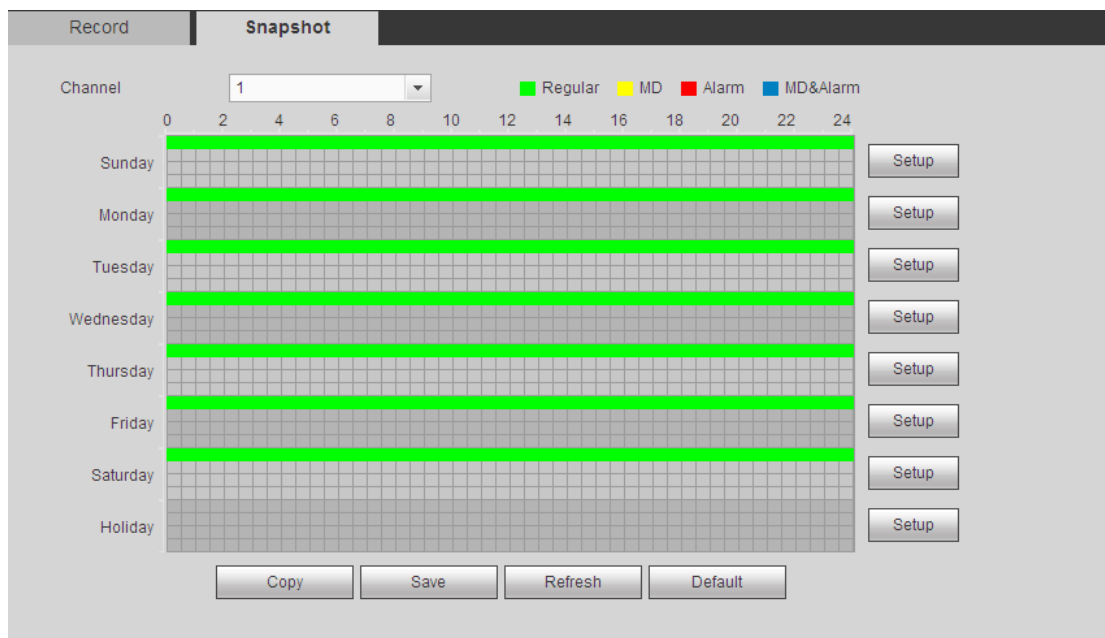 Record Snapshot
Channel 1 Regular MD Alarm MD&Alarm
0 2 4 6 8 10 12 14 16 18 20 22 24
Sunday Setup
Monday Setup
Tuesday Setup
Wednesday Setup
Thursday Setup
Friday Setup
Saturday Setup
Holiday Setup
Copy Save Refresh Default